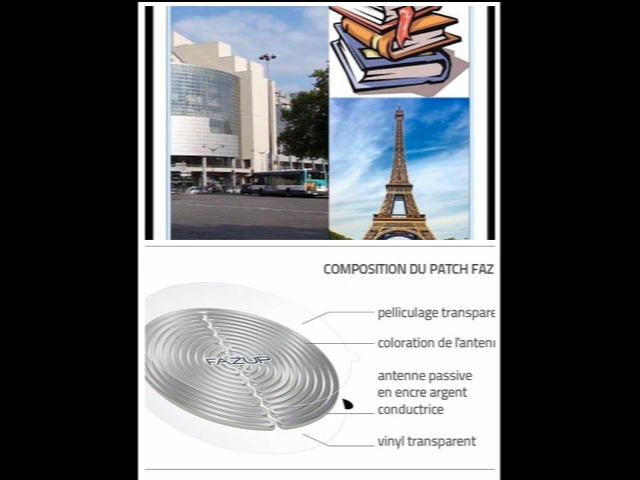 COMPOSITION DU PATCH FAZ
pelliculage transpare
coloration de l'anten
FAZUP
antenne passive
en encre argent
conductrice
vinyl transparent